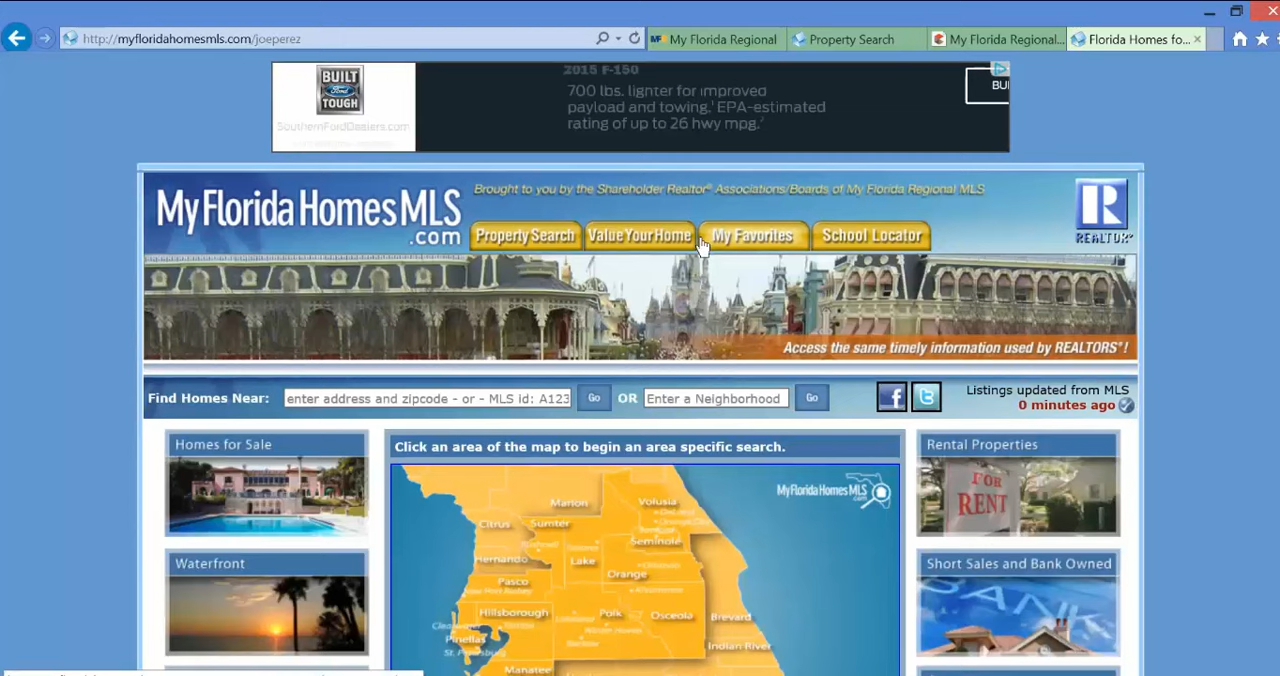 http://myfloridahomesmls.com/joeperez
My Florida Regional
Property Search
My Florida Regional...
Florida Homes fo...
BUILT
Ford
TOUGH
SouthernFordDealers.com
2015 F-150
700 lbs. lighter for improved
payload and towing. EPA-estimated
rating of up to 26 hwy mpg.
BUI
MyFloridaHomesMLS
.com
Brought to you by the Shareholder Realtor® Associations/Boards of My Florida Regional MLS
Property Search
Value Your Home
My Favorites
School Locator
R
REALTOR®
Access the same timely information used by REALTORS®!
Find Homes Near:
enter address and zipcode - or - MLS id: A123
Go
OR
Enter a Neighborhood
Go
f
t
Listings updated from MLS
0 minutes ago
Homes for Sale
Click an area of the map to begin an area specific search.
Rental Properties
FOR
RENT
MyFloridaHomesMLS
.com
Marion
Volusia
Citrus
Sumter
Seminole
Hernando
Lake
Orange
Pasco
Hillsborough
Polk
Osceola
Brevard
Pinellas
St. Petersburg
Indian River
Manatee
Waterfront
Short Sales and Bank Owned
BANK